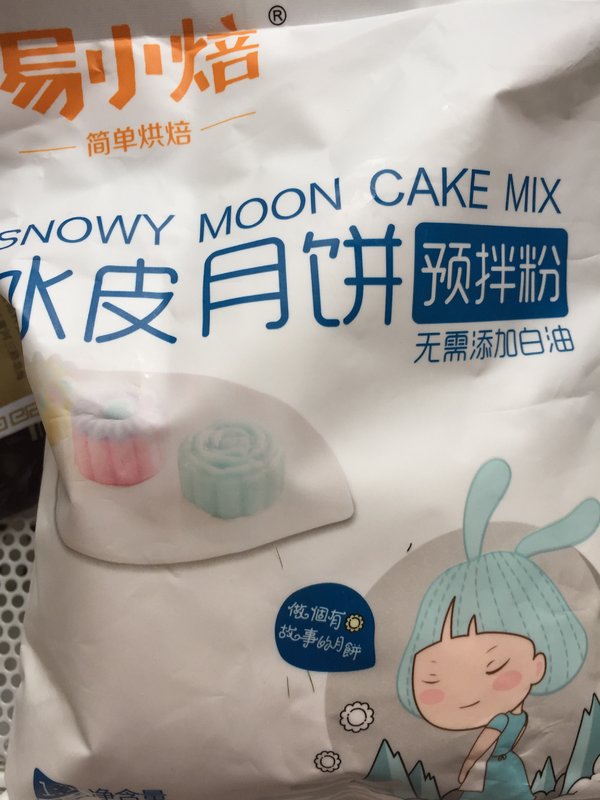 ®
易小焙
简单烘焙
SNOWY MOON CAKE MIX
冰皮月饼 预拌粉
无需添加白油
做個有
故事的月餅
净含量